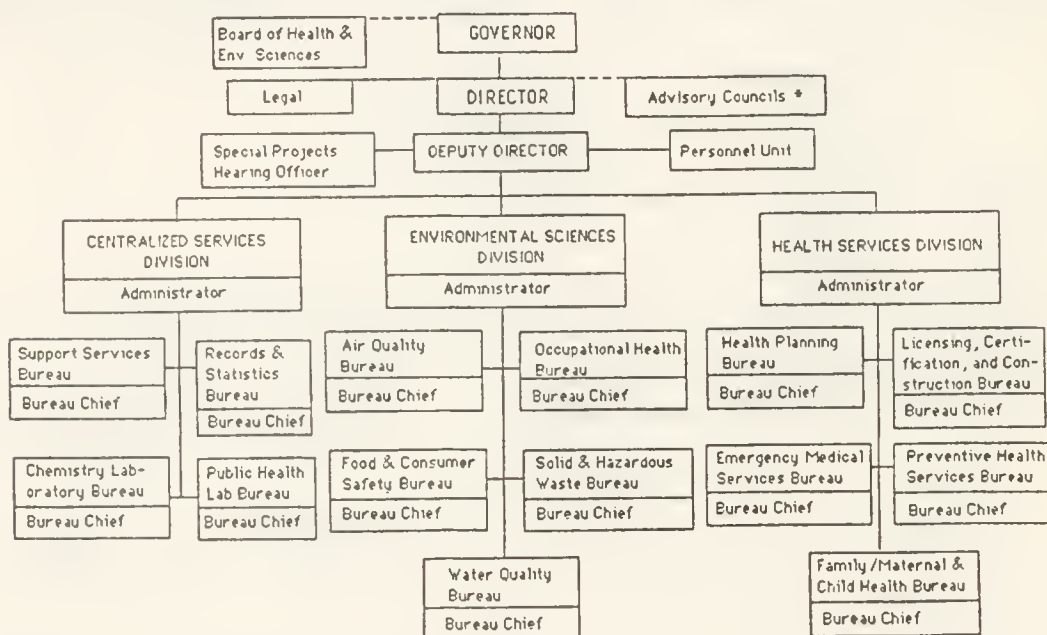 Board of Health &
Env Sciences
GOVERNOR
Legal
DIRECTOR
Advisory Councils *
Special Projects
Hearing Officer
DEPUTY DIRECTOR
Personnel Unit
CENTRALIZED SERVICES
DIVISION
Administrator
ENVIRONMENTAL SCIENCES
DIVISION
Administrator
HEALTH SERVICES DIVISION
Administrator
Support Services
Bureau
Bureau Chief
Records &
Statistics
Bureau
Bureau Chief
Air Quality
Bureau
Bureau Chief
Occupational Health
Bureau
Bureau Chief
Health Planning
Bureau
Bureau Chief
Licensing, Certi-
fication, and Con-
struction Bureau
Bureau Chief
Chemistry Lab-
oratory Bureau
Bureau Chief
Public Health
Lab Bureau
Bureau Chief
Food & Consumer
Safety Bureau
Bureau Chief
Solid & Hazardous
Waste Bureau
Bureau Chief
Emergency Medical
Services Bureau
Bureau Chief
Preventive Health
Services Bureau
Bureau Chief
Water Quality
Bureau
Bureau Chief
Family/Maternal &
Child Health Bureau
Bureau Chief